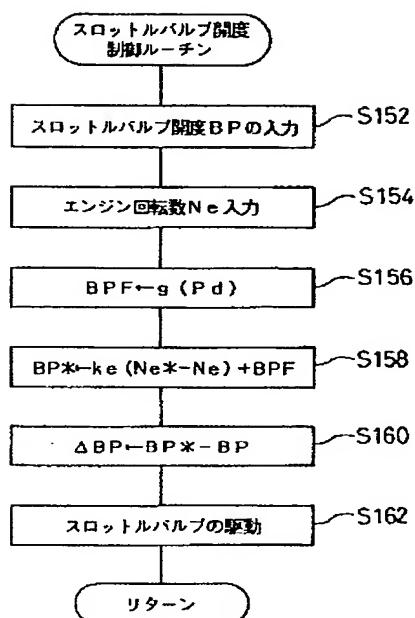 スロットルバルブ開度
制御ルーチン
スロットルバルブ開度BPの入力
S152
エンジン回転数Ne入力
S154
BPF←g(Pd)
S156
BP*←ke(Ne*-Ne)+BPF
S158
ΔBP←BP*-BP
S160
スロットルバルブの駆動
S162
リターン